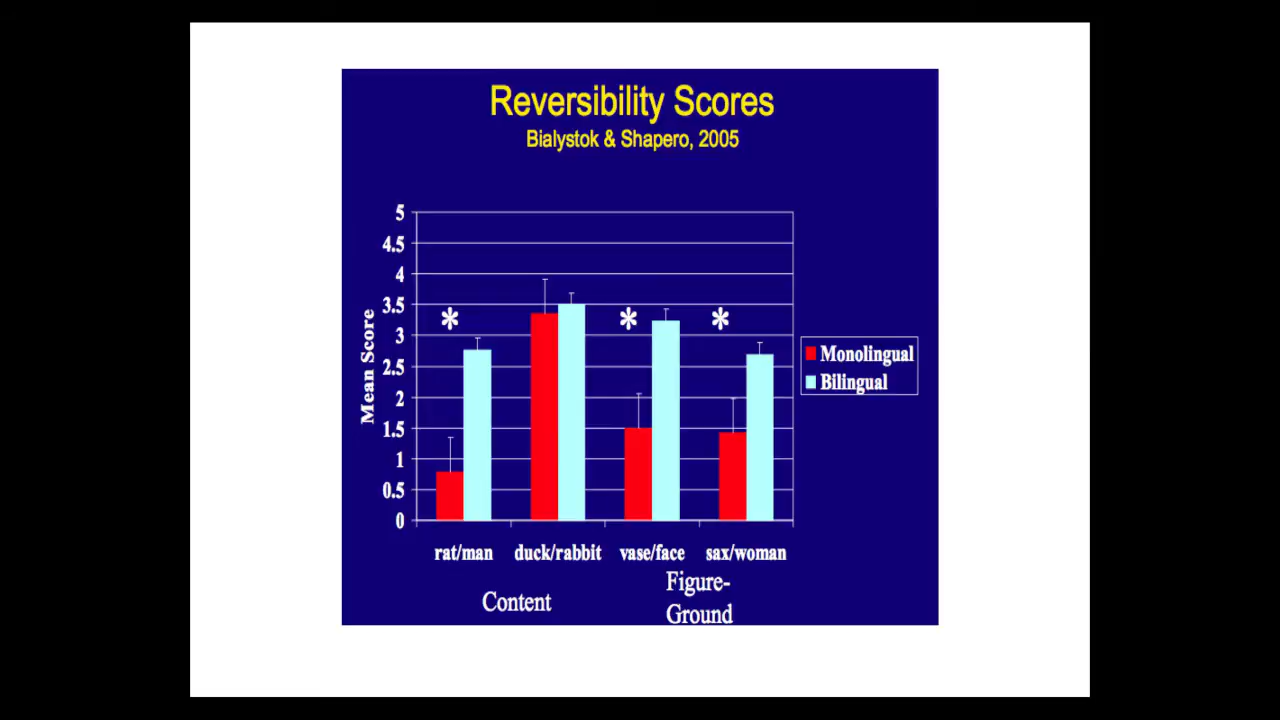 Reversibility Scores
Bialystok & Shapero, 2005
Mean Score
5
4.5
4
3.5
3
2.5
2
1.5
1
0.5
0
*
*
*
rat/man duck/rabbit vase/face sax/woman
Content
Figure-
Ground
Monolingual
Bilingual